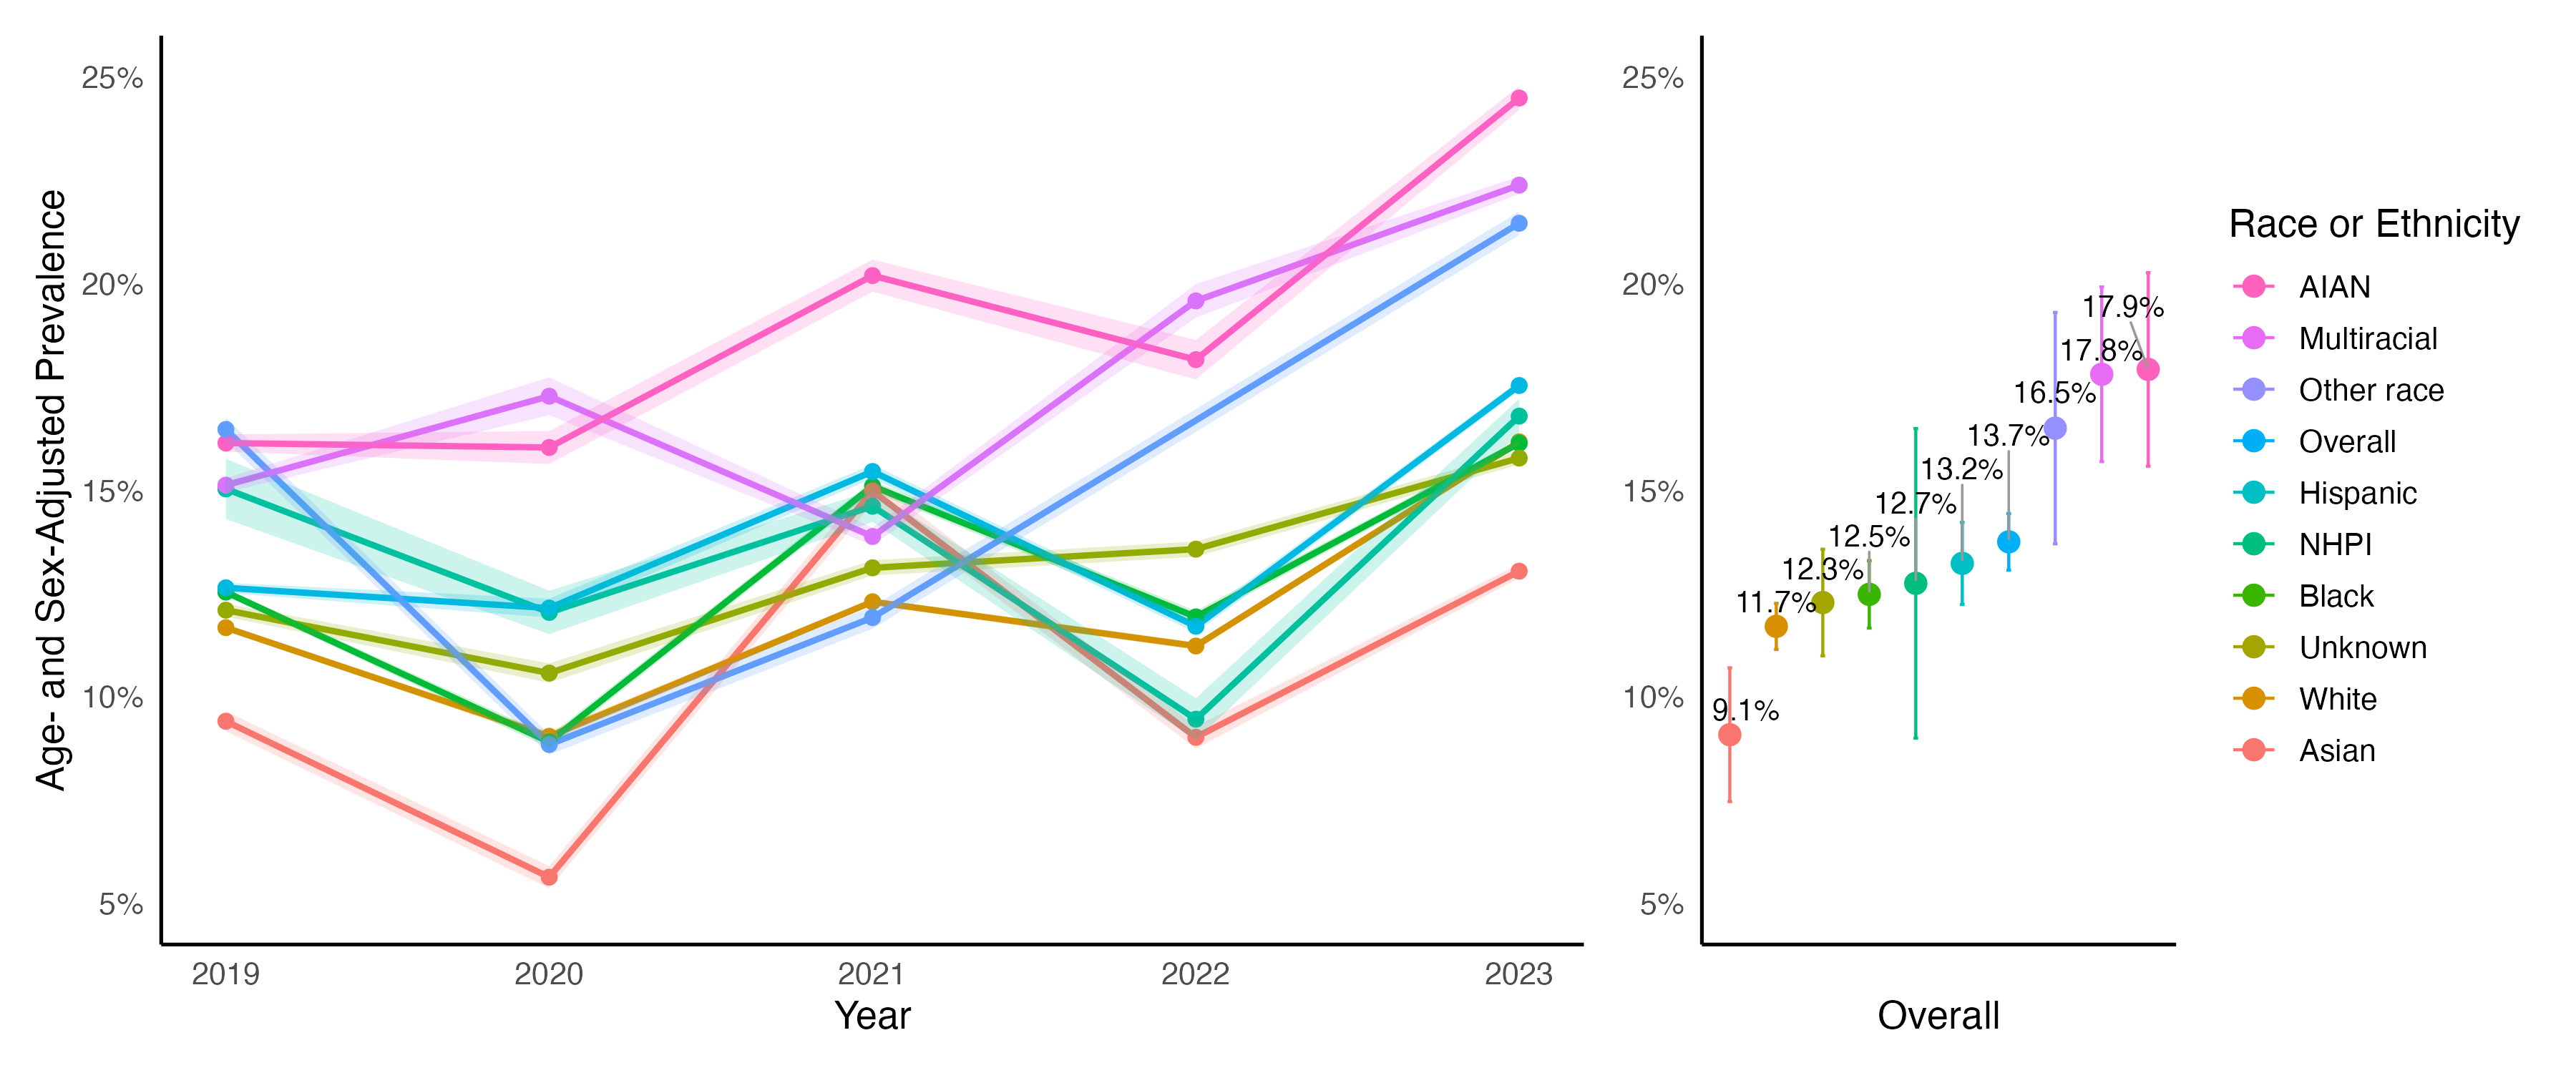 Age- and Sex-Adjusted Prevalence
25%
20%
15%
10%
5%
2019 2020 2021 2022 2023
Year
25%
20%
15%
10%
5%
9.1%
11.7%
12.3%
12.5%
12.7%
13.2%
13.7%
16.5%
17.8%
17.9%
Overall
Race or Ethnicity
AIAN
Multiracial
Other race
Overall
Hispanic
NHPI
Black
Unknown
White
Asian